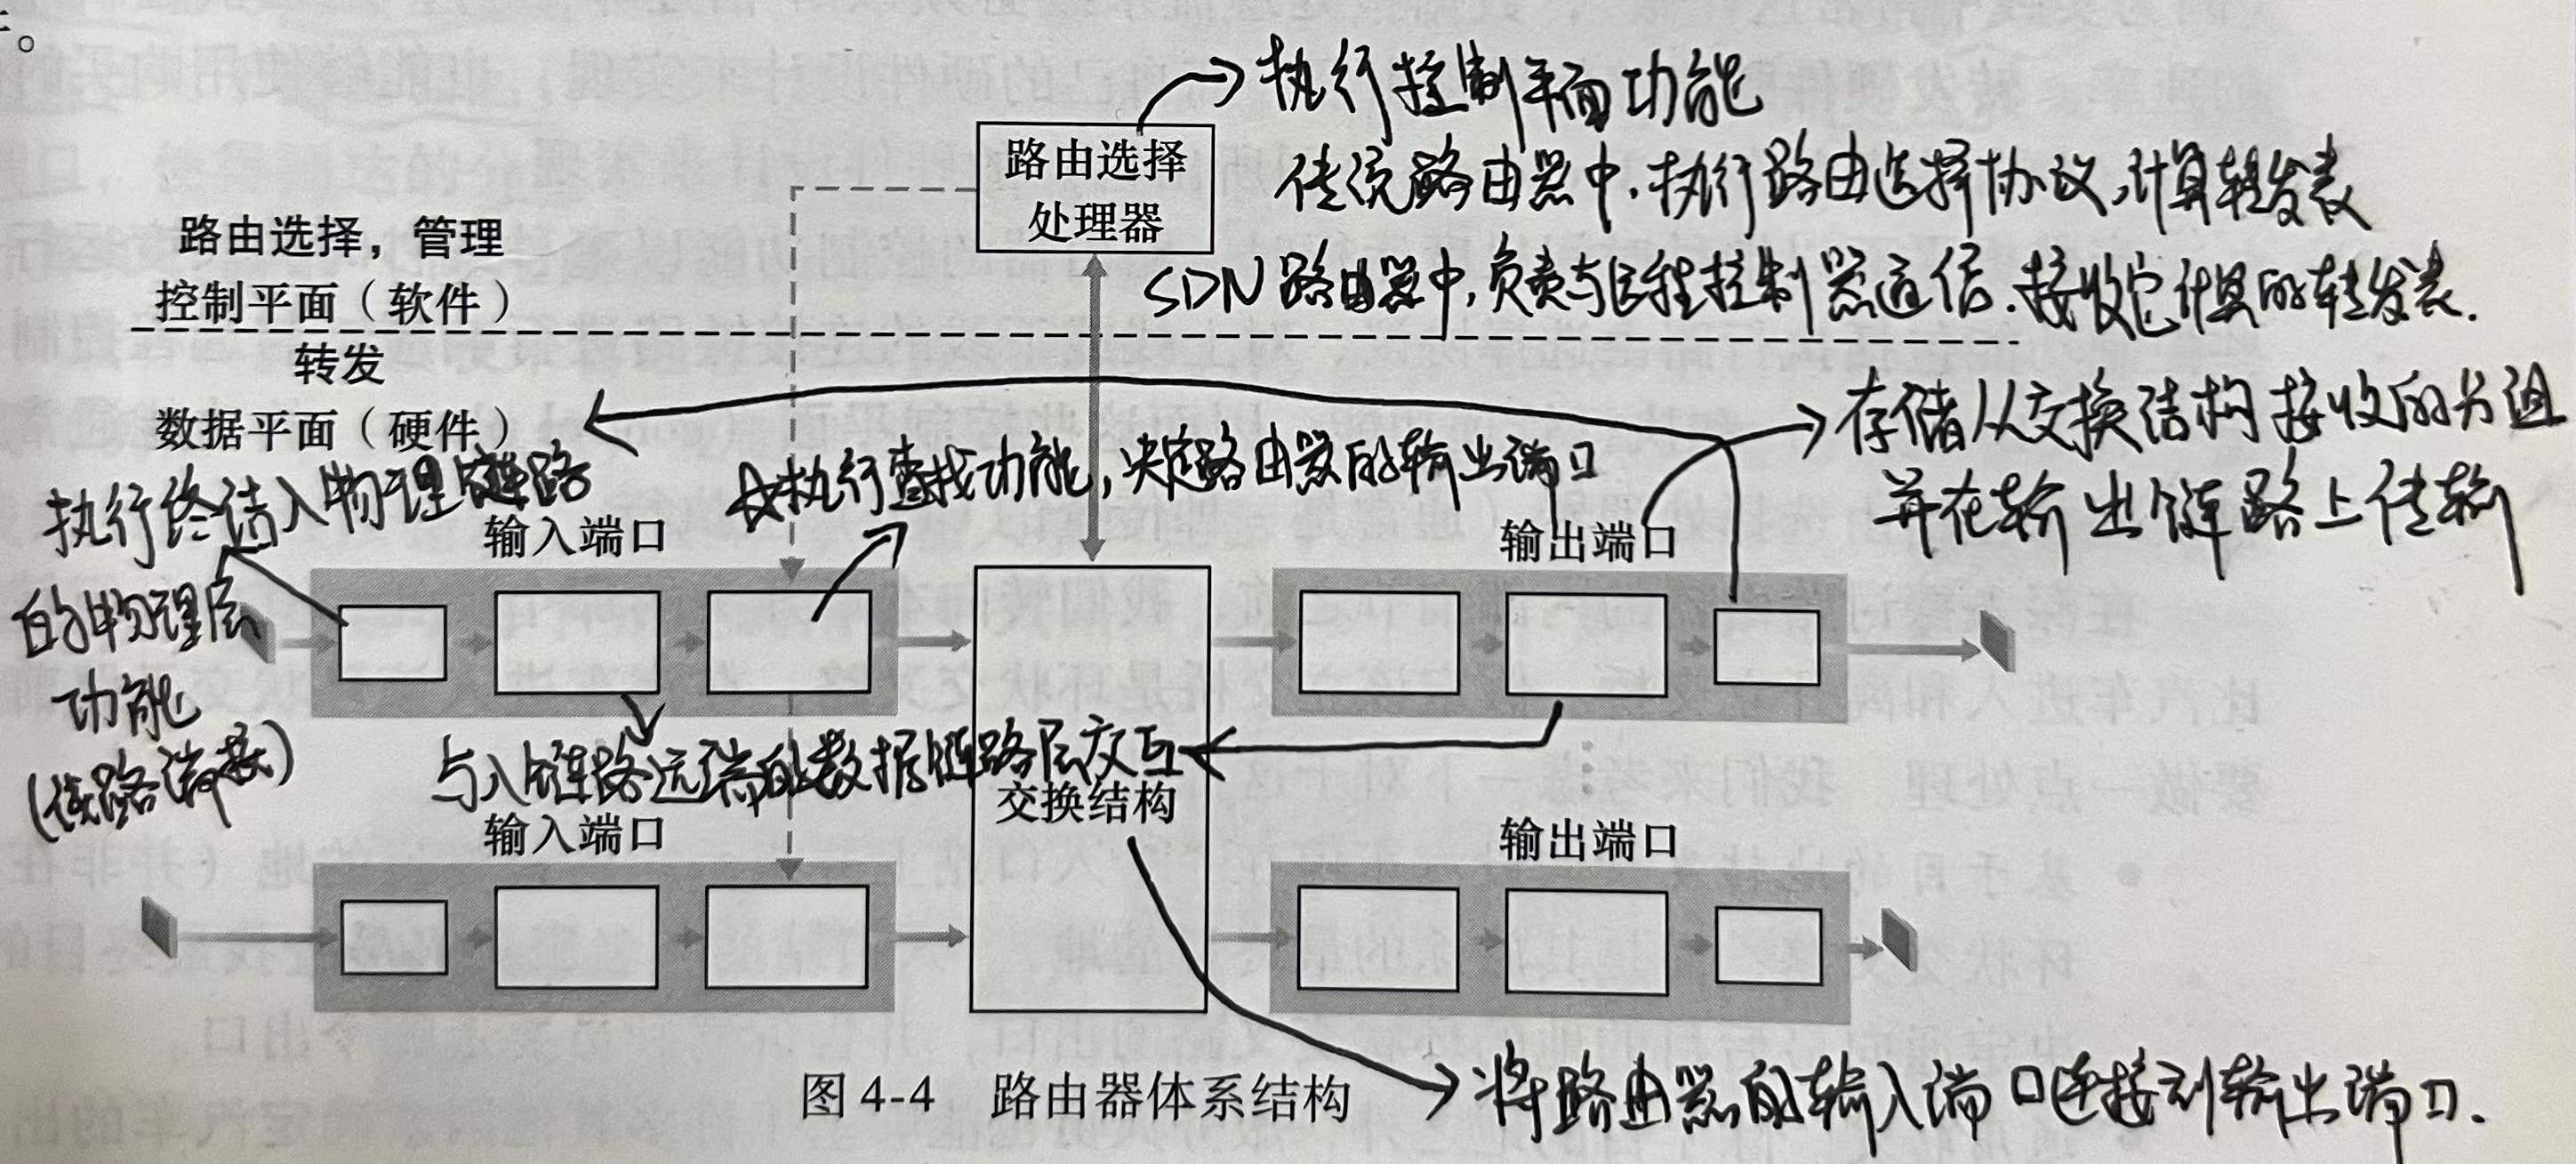 。
执行控制平面功能
路由选择
处理器
传统路由器中,执行路由选择协议,计算转发表
路由选择，管理
控制平面（软件）
SDN路由器中,负责与远程控制器通信.接收它计算的转发表.
转发
数据平面（硬件）
存储从交换结构接收的分组
并在输出链路上传输
执行查找功能,决定路由器的输出端口
执行终结入物理链路
的物理层
功能
(线路端接)
输入端口
输出端口
与入链路远端的数据链路层交互
交换结构
输入端口
输出端口
将路由器的输入端口连接到输出端口.
图 4-4 路由器体系结构